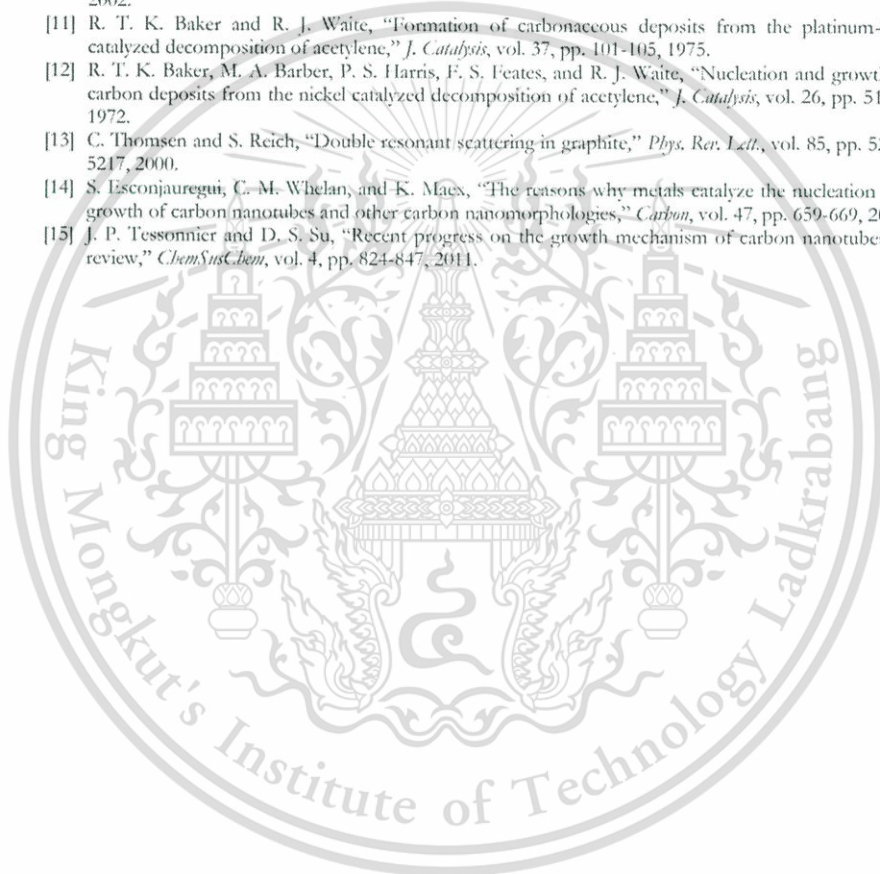 2002.
[11] R. T. K. Baker and R. J. Waite, “Formation of carbonaceous deposits from the platinum-
catalyzed decomposition of acetylene,” J. Catalysis, vol. 37, pp. 101-105, 1975.
[12] R. T. K. Baker, M. A. Barber, P. S. Harris, F. S. Feates, and R. J. Waite, “Nucleation and growt
carbon deposits from the nickel catalyzed decomposition of acetylene,” J. Catalysis, vol. 26, pp. 51
1972.
[13] C. Thomsen and S. Reich, “Double resonant scattering in graphite,” Phys. Rev. Lett., vol. 85, pp. 52
5217, 2000.
[14] S. Esconjauregui, C. M. Whelan, and K. Maex, “The reasons why metals catalyze the nucleation
growth of carbon nanotubes and other carbon nanomorphologies,” Carbon, vol. 47, pp. 659-669, 20
[15] J. P. Tessonnier and D. S. Su, “Recent progress on the growth mechanism of carbon nanotube
review,” ChemSusChem, vol. 4, pp. 824-847, 2011.
King Mongkut's Institute of Technology Ladkrabang